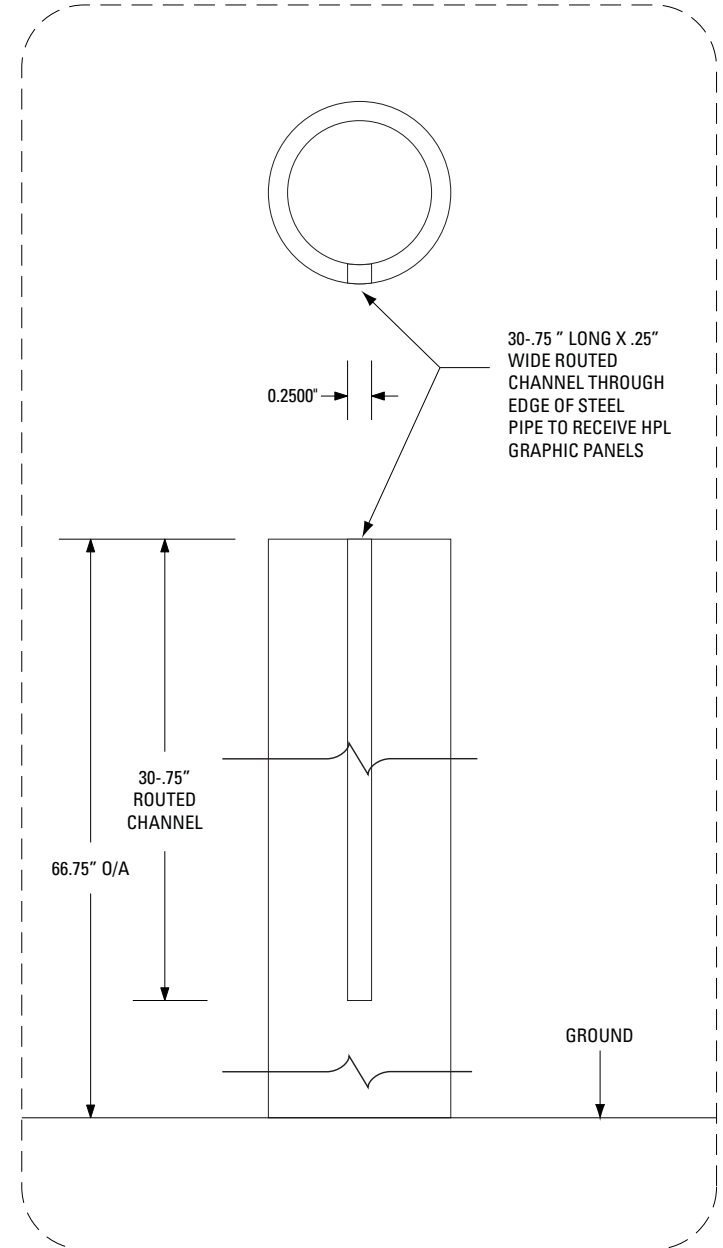 30-.75 ” LONG X .25”
WIDE ROUTED
CHANNEL THROUGH
EDGE OF STEEL
PIPE TO RECEIVE HPL
GRAPHIC PANELS
0.2500"
30-.75”
ROUTED
CHANNEL
66.75” O/A
GROUND